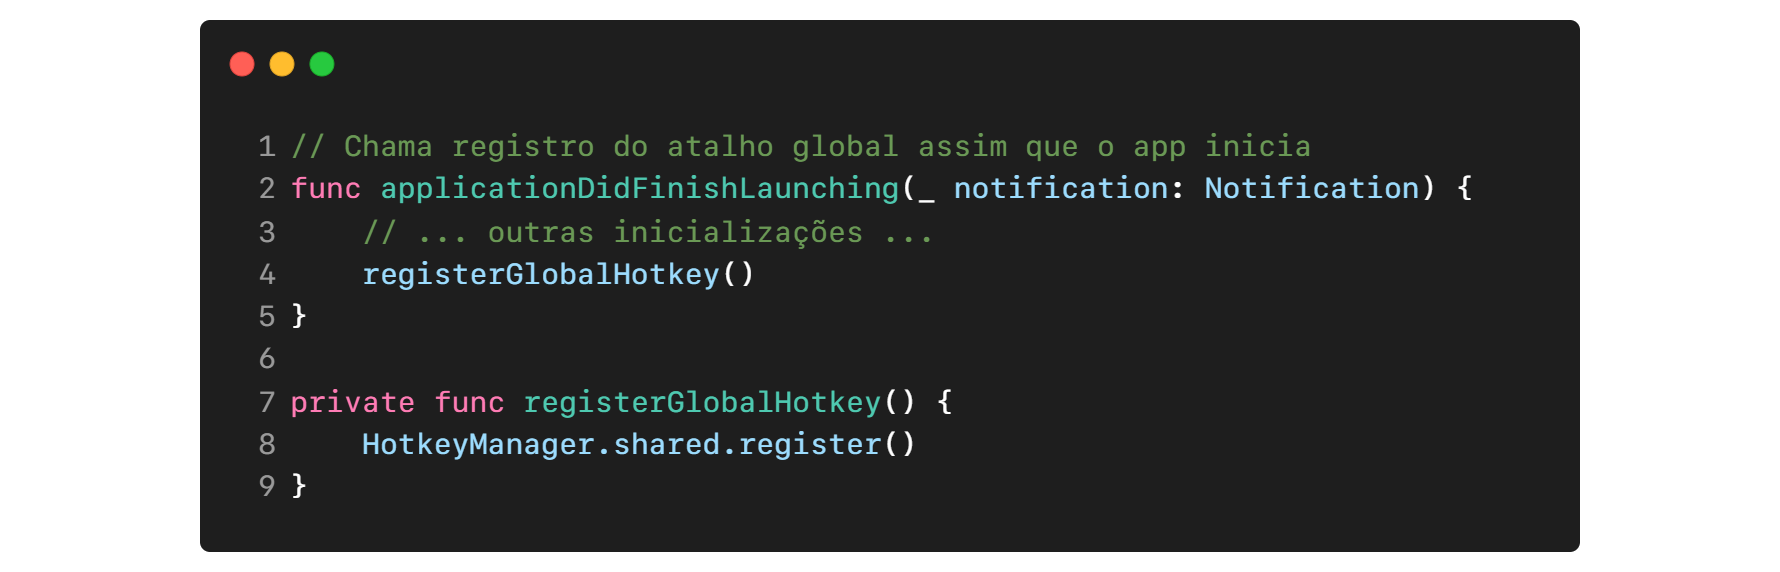 1 // Chama registro do atalho global assim que o app inicia
2 func applicationDidFinishLaunching(_ notification: Notification) {
3     // ... outras inicializações ...
4     registerGlobalHotkey()
5 }
6
7 private func registerGlobalHotkey() {
8     HotkeyManager.shared.register()
9 }